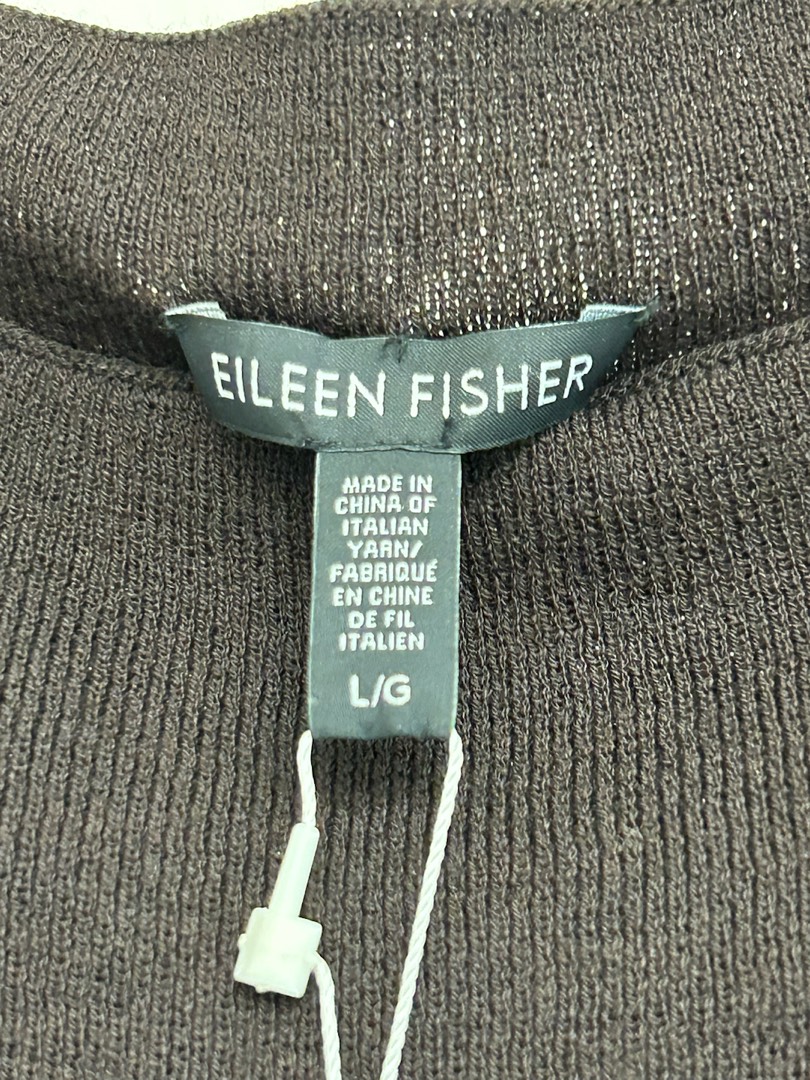 EILEEN FISHER
MADE IN
CHINA OF
ITALIAN
YARN/
FABRIQUÉ
EN CHINE
DE FIL
ITALIEN
L/G